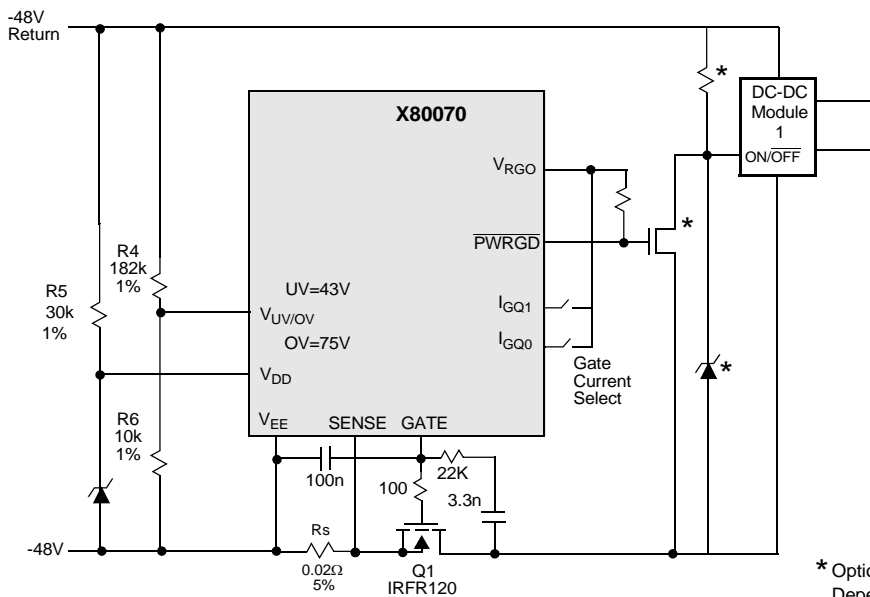 -48V
Return
X80070
DC-DC
Module
1
ON/OFF
VRGO
PWRGD
R4
182k
1%
R5
30k
1%
UV=43V
VUV/OV
OV=75V
VDD
IGQ1
IGQ0
Gate
Current
Select
*
*
*
R6
10k
1%
VEE SENSE GATE
100n
22K
100
3.3n
-48V
Rs
0.02Ω
5%
Q1
IRFR120
* Optio
Depe